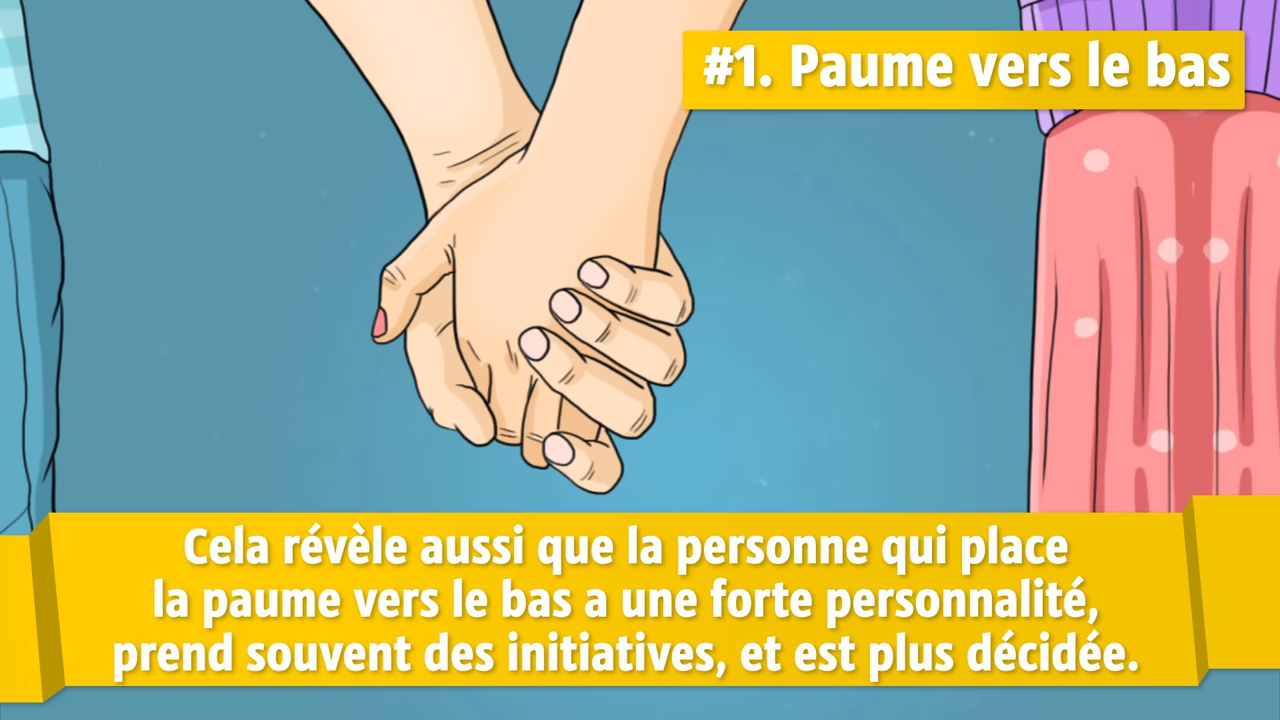 #1. Paume vers le bas
Cela révèle aussi que la personne qui place
la paume vers le bas a une forte personnalité,
prend souvent des initiatives, et est plus décidée.